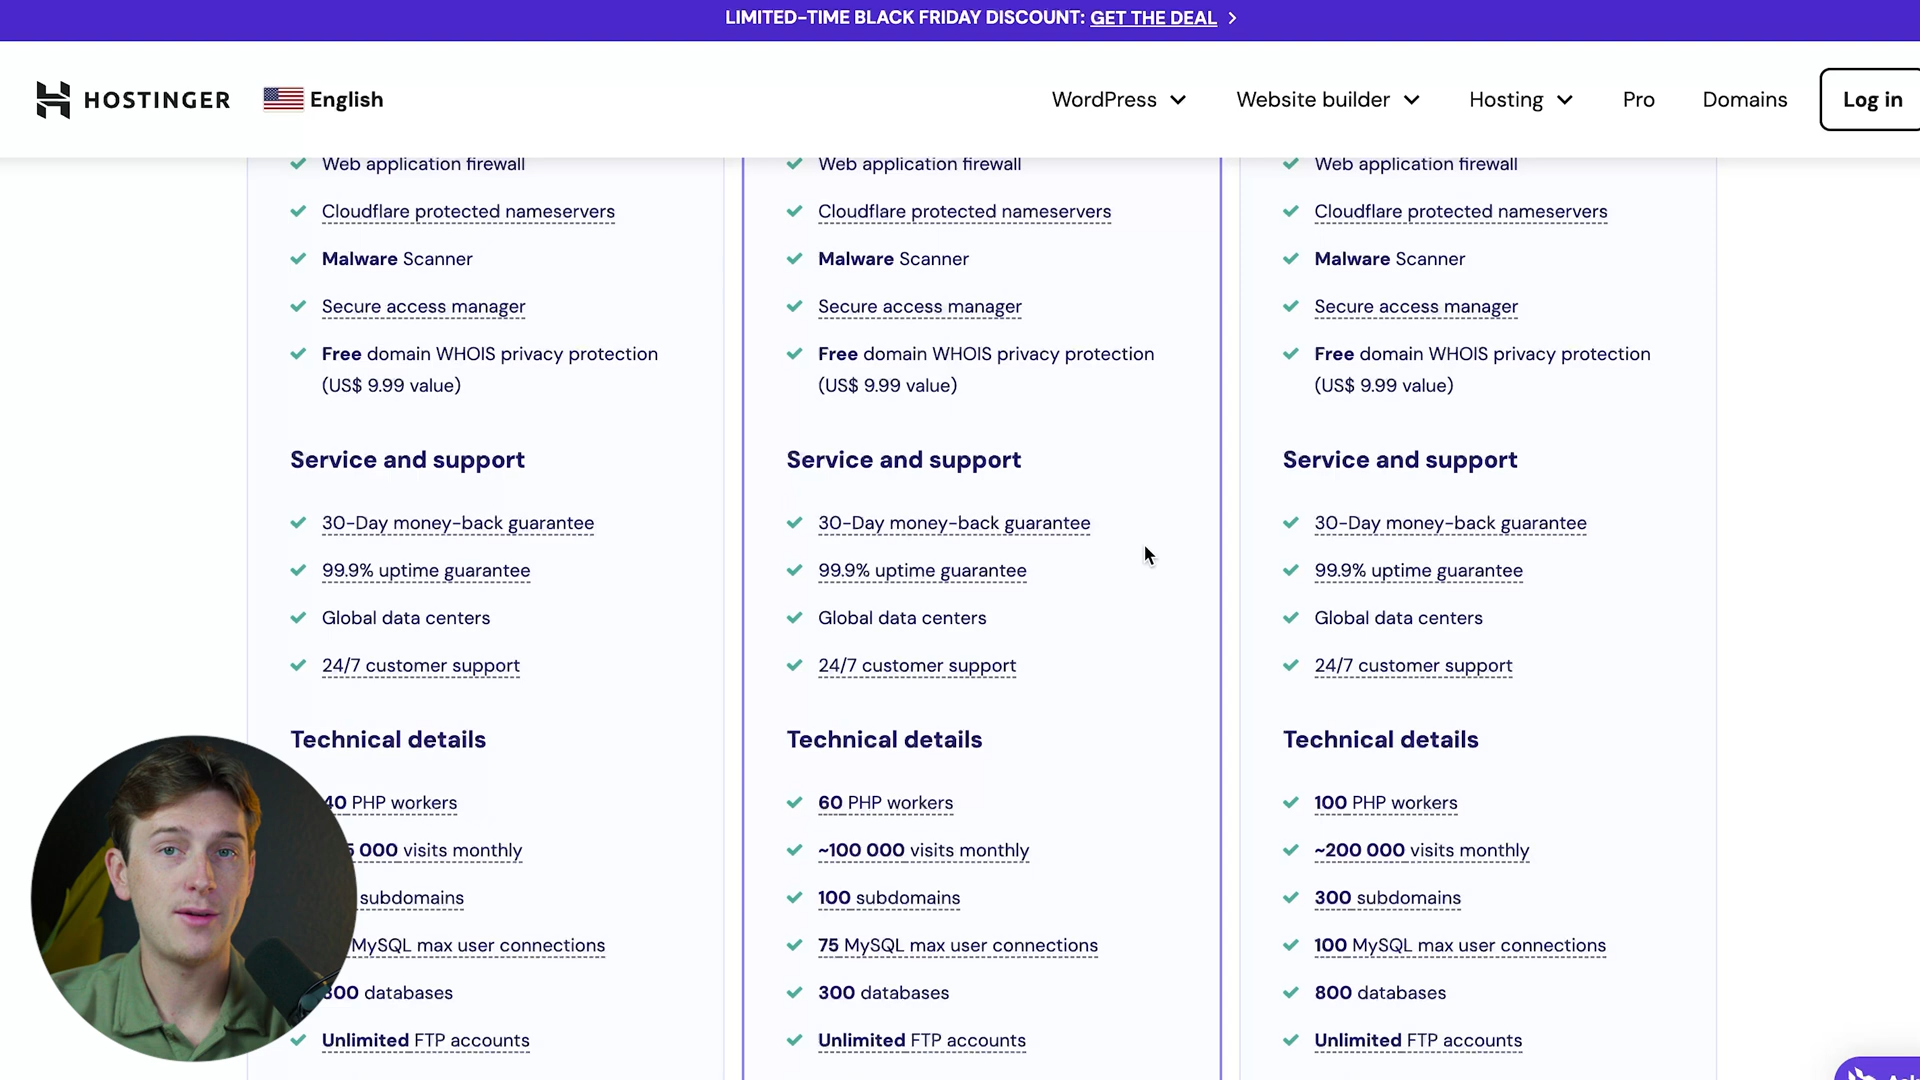 LIMITED-TIME BLACK FRIDAY DISCOUNT: GET THE DEAL
HOSTINGER
English
WordPress
Website builder
Hosting
Pro
Domains
Log in
Web application firewall
Cloudflare protected nameservers
Malware Scanner
Secure access manager
Free domain WHOIS privacy protection
(US$ 9.99 value)
Service and support
30-Day money-back guarantee
99.9% uptime guarantee
Global data centers
24/7 customer support
Technical details
40 PHP workers
000 visits monthly
subdomains
MySQL max user connections
databases
Unlimited FTP accounts
Web application firewall
Cloudflare protected nameservers
Malware Scanner
Secure access manager
Free domain WHOIS privacy protection
(US$ 9.99 value)
Service and support
30-Day money-back guarantee
99.9% uptime guarantee
Global data centers
24/7 customer support
Technical details
60 PHP workers
~100 000 visits monthly
100 subdomains
75 MySQL max user connections
300 databases
Unlimited FTP accounts
Web application firewall
Cloudflare protected nameservers
Malware Scanner
Secure access manager
Free domain WHOIS privacy protection
(US$ 9.99 value)
Service and support
30-Day money-back guarantee
99.9% uptime guarantee
Global data centers
24/7 customer support
Technical details
100 PHP workers
~200 000 visits monthly
300 subdomains
100 MySQL max user connections
800 databases
Unlimited FTP accounts